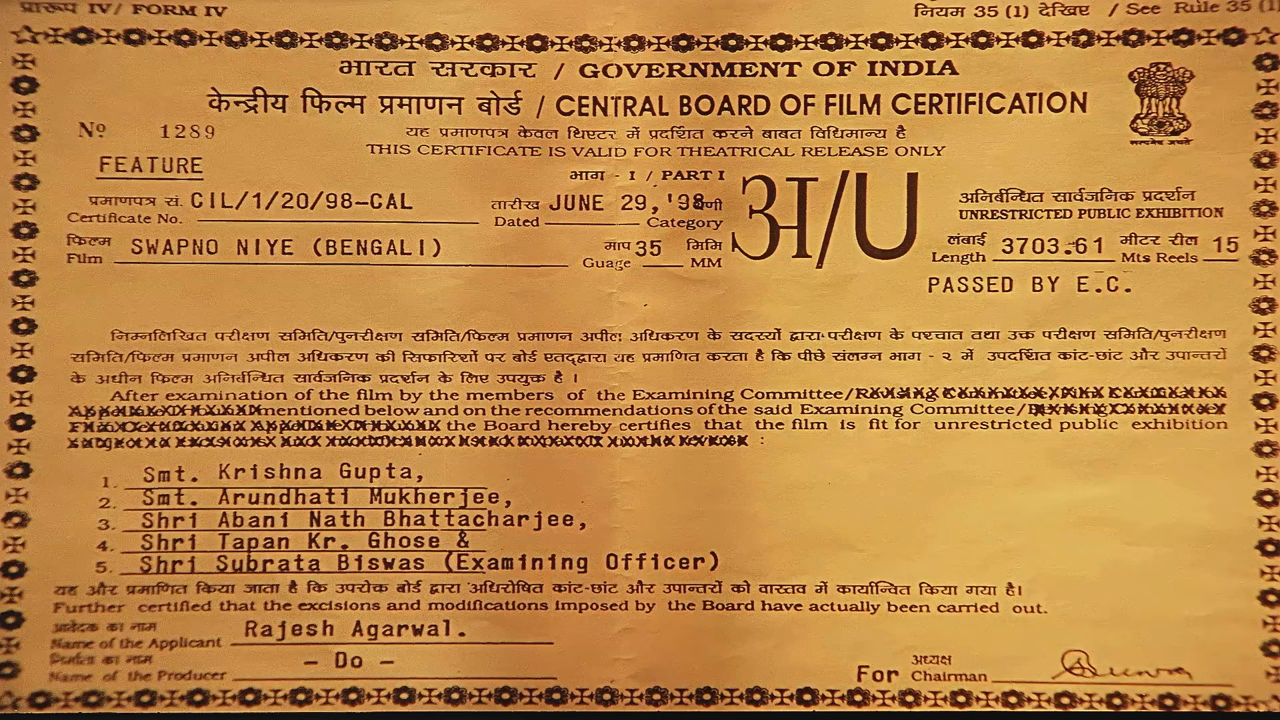 प्रारूप IV/ FORM IV
नियम 35 (1) देखिए / See Rule 35 (1)
भारत सरकार / GOVERNMENT OF INDIA
केन्द्रीय फिल्म प्रमाणन बोर्ड / CENTRAL BOARD OF FILM CERTIFICATION
Nº 1289
यह प्रमाणपत्र केवल थिएटर में प्रदर्शित करने बाबत विधिमान्य है
THIS CERTIFICATE IS VALID FOR THEATRICAL RELEASE ONLY
सत्यमेव जयते
FEATURE
भाग - I / PART I
प्रमाणपत्र सं. CIL/1/20/98-CAL तारीख JUNE 29,'98 श्रेणी अ/U अनिर्बन्धित सार्वजनिक प्रदर्शन
Certificate No. Dated Category UNRESTRICTED PUBLIC EXHIBITION
फिल्म SWAPNO NIYE (BENGALI) माप 35 मिमि लंबाई 3703.61 मीटर रील 15
Film Guage MM Length Mts Reels
PASSED BY E.C.
निम्नलिखित परीक्षण समिति/पुनरीक्षण समिति/फिल्म प्रमाणन अपील अधिकरण के सदस्यों द्वारा परीक्षण के पश्चात तथा उक्त परीक्षण समिति/पुनरीक्षण
समिति/फिल्म प्रमाणन अपील अधिकरण की सिफारिशों पर बोर्ड एतद्द्वारा यह प्रमाणित करता है कि पीछे संलग्न भाग - २ में उपदर्शित कांट-छांट और उपान्तरों
के अधीन फिल्म अनिर्बन्धित सार्वजनिक प्रदर्शन के लिए उपयुक्त है ।
After examination of the film by the members of the Examining Committee/
mentioned below and on the recommendations of the said Examining Committee/
the Board hereby certifies that the film is fit for unrestricted public exhibition
:
1. Smt. Krishna Gupta,
2. Smt. Arundhati Mukherjee,
3. Shri Abani Nath Bhattacharjee,
4. Shri Tapan Kr. Ghose &
5. Shri Subrata Biswas (Examining Officer)
यह और प्रमाणित किया जाता है कि उपरोक्त बोर्ड द्वारा अधिरोपित कांट-छांट और उपान्तरों को वास्तव में कार्यान्वित किया गया है।
Further certified that the excisions and modifications imposed by the Board have actually been carried out.
आवेदक का नाम Rajesh Agarwal.
Name of the Applicant
निर्माता का नाम - Do -
Name of the Producer
For अध्यक्ष
Chairman